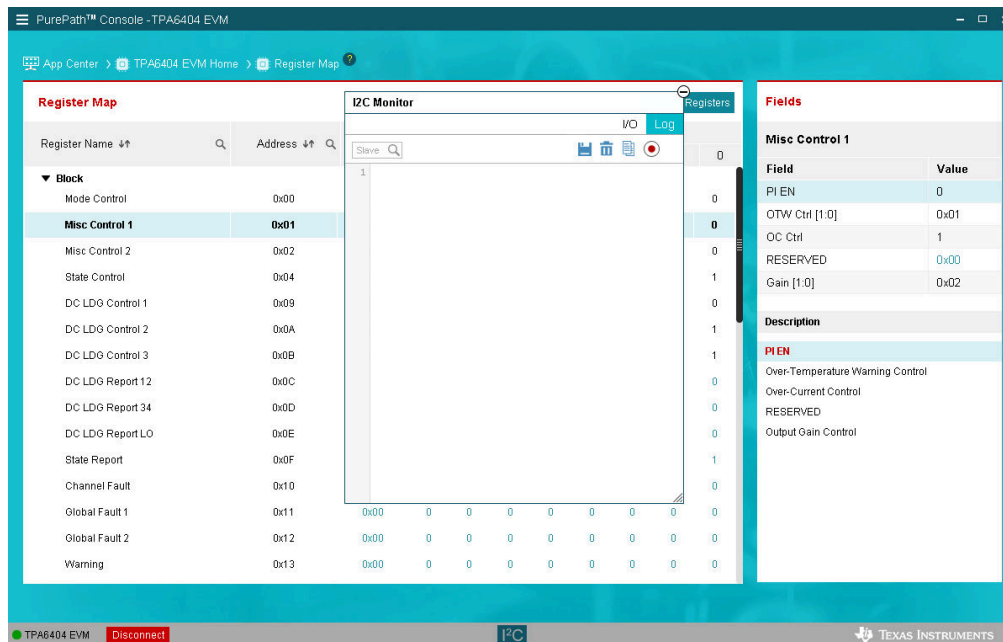 PurePath™ Console -TPA6404 EVM
App Center > TPA6404 EVM Home > Register Map ?
Register Map
Registers
Register Name
Address
0
Block
Mode Control 0x00 0
Misc Control 1 0x01 0
Misc Control 2 0x02 0
State Control 0x04 1
DC LDG Control 1 0x09 0
DC LDG Control 2 0x0A 1
DC LDG Control 3 0x0B 1
DC LDG Report 12 0x0C 0
DC LDG Report 34 0x0D 0
DC LDG Report LO 0x0E 0
State Report 0x0F 1
Channel Fault 0x10 0
Global Fault 1 0x11 0x00 0 0 0 0 0 0 0 0
Global Fault 2 0x12 0x00 0 0 0 0 0 0 0 0
Warning 0x13 0x00 0 0 0 0 0 0 0 0
I2C Monitor
I/O Log
Slave
1
Fields
Misc Control 1
Field Value
PI EN 0
OTW Ctrl [1:0] 0x01
OC Ctrl 1
RESERVED 0x00
Gain [1:0] 0x02
Description
PI EN
Over-Temperature Warning Control
Over-Current Control
RESERVED
Output Gain Control
TPA6404 EVM Disconnect I²C TEXAS INSTRUMENTS